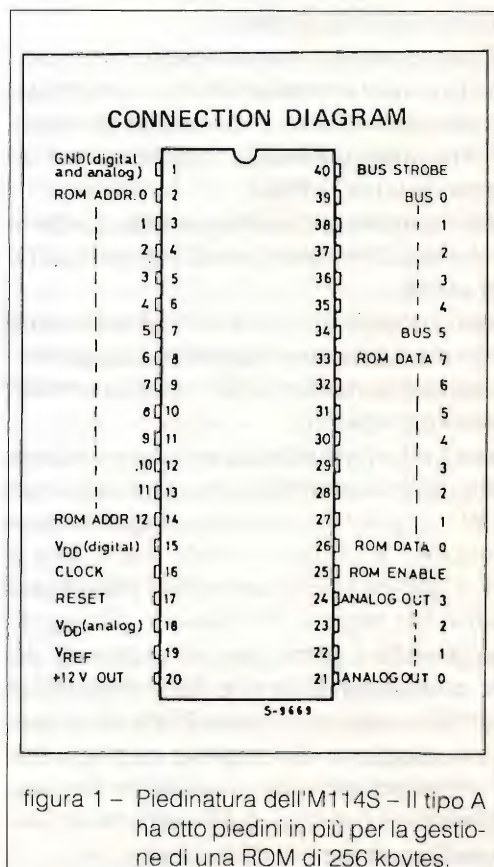 CONNECTION DIAGRAM
GND(digital and analog) 1
ROM ADDR.0 2
1 3
2 4
3 5
4 6
5 7
6 8
7 9
8 10
9 11
.10 12
11 13
ROM ADDR 12 14
VDD(digital) 15
CLOCK 16
RESET 17
VDD(analog) 18
VREF 19
+12V OUT 20
40 BUS STROBE
39 BUS 0
38 1
37 2
36 3
35 4
34 BUS 5
33 ROM DATA 7
32 6
31 5
30 4
29 3
28 2
27 1
26 ROM DATA 0
25 ROM ENABLE
24 ANALOG OUT 3
23 2
22 1
21 ANALOG OUT 0
5-9669
figura 1 – Piedinatura dell'M114S – Il tipo A
ha otto piedini in più per la gestio-
ne di una ROM di 256 kbytes.